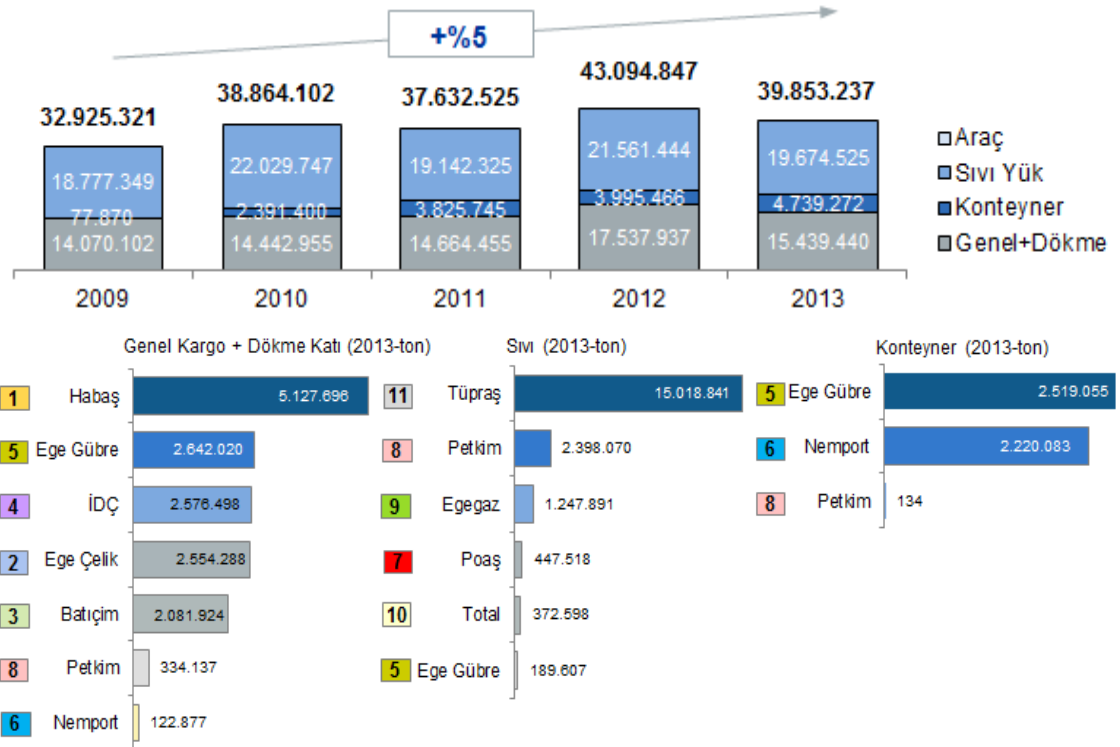 +%5
32.925.321
38.864.102
37.632.525
43.094.847
39.853.237
18.777.349
22.029.747
19.142.325
21.561.444
19.674.525
77.870
2.391.400
3.825.745
3.995.466
4.739.272
14.070.102
14.442.955
14.664.455
17.537.937
15.439.440
2009
2010
2011
2012
2013
Araç
Sıvı Yük
Konteyner
Genel+Dökme
Genel Kargo + Dökme Katı (2013-ton)
1 Habaş 5.127.696
5 Ege Gübre 2.642.020
4 İDÇ 2.576.498
2 Ege Çelik 2.554.288
3 Batıçim 2.081.924
8 Petkim 334.137
6 Nemport 122.877
Sıvı (2013-ton)
11 Tüpraş 15.018.841
8 Petkim 2.398.070
9 Egegaz 1.247.891
7 Poaş 447.518
10 Total 372.598
5 Ege Gübre 189.607
Konteyner (2013-ton)
5 Ege Gübre 2.519.055
6 Nemport 2.220.083
8 Petkim 134